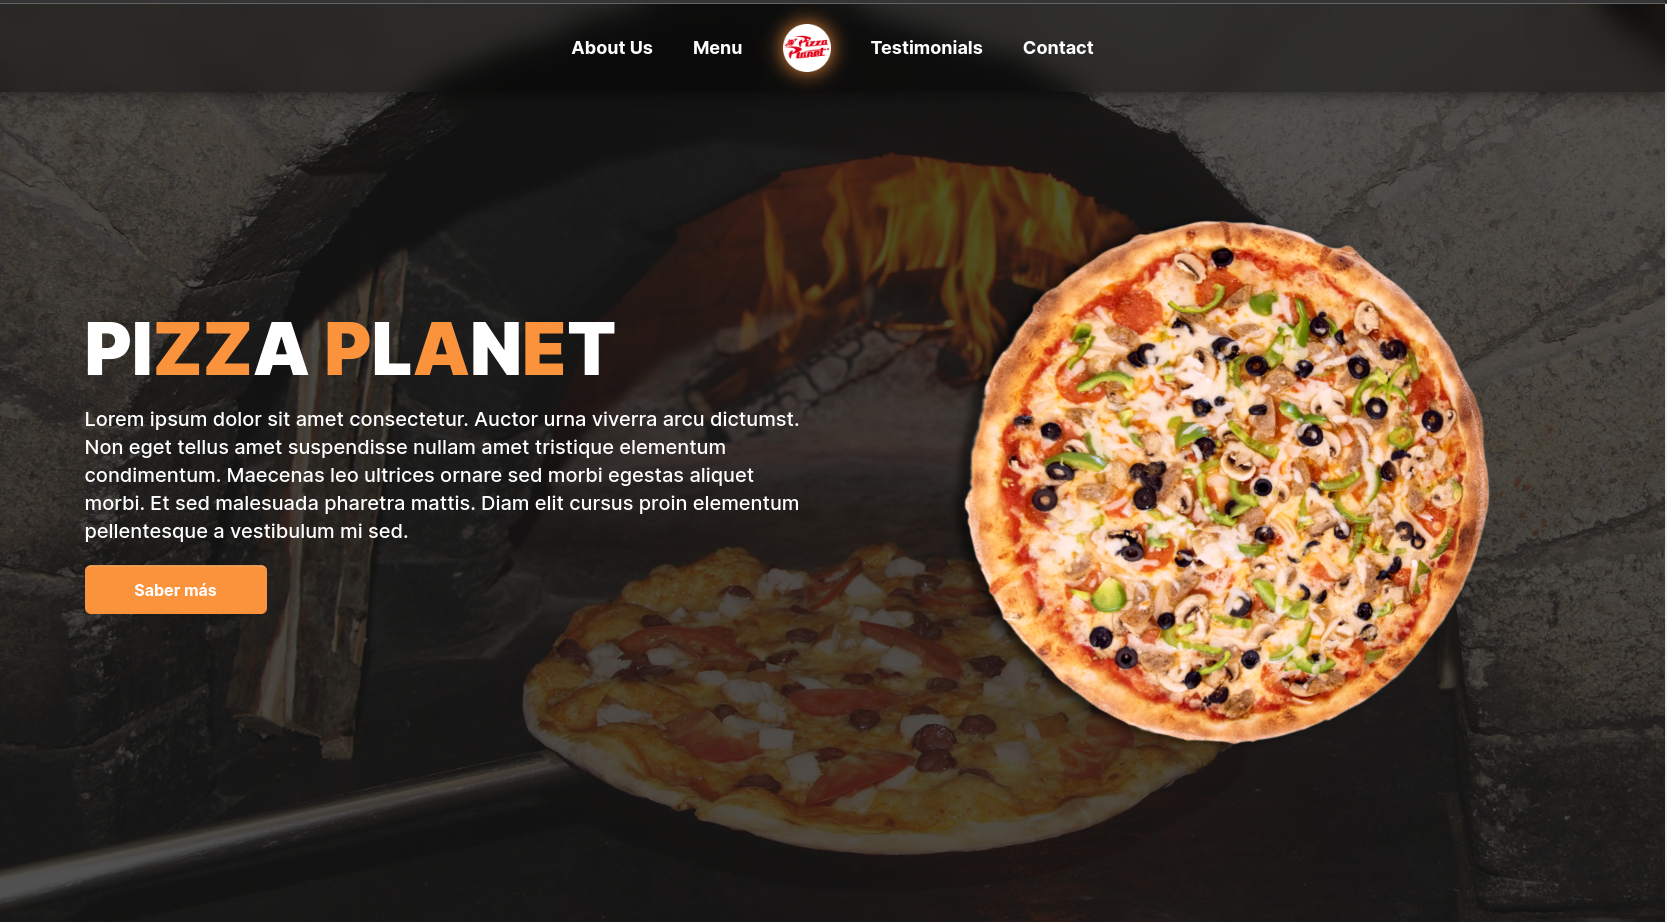 About Us Menu Pizza Planet Testimonials Contact
PIZZA PLANET
Lorem ipsum dolor sit amet consectetur. Auctor urna viverra arcu dictumst.
Non eget tellus amet suspendisse nullam amet tristique elementum
condimentum. Maecenas leo ultrices ornare sed morbi egestas aliquet
morbi. Et sed malesuada pharetra mattis. Diam elit cursus proin elementum
pellentesque a vestibulum mi sed.
Saber más